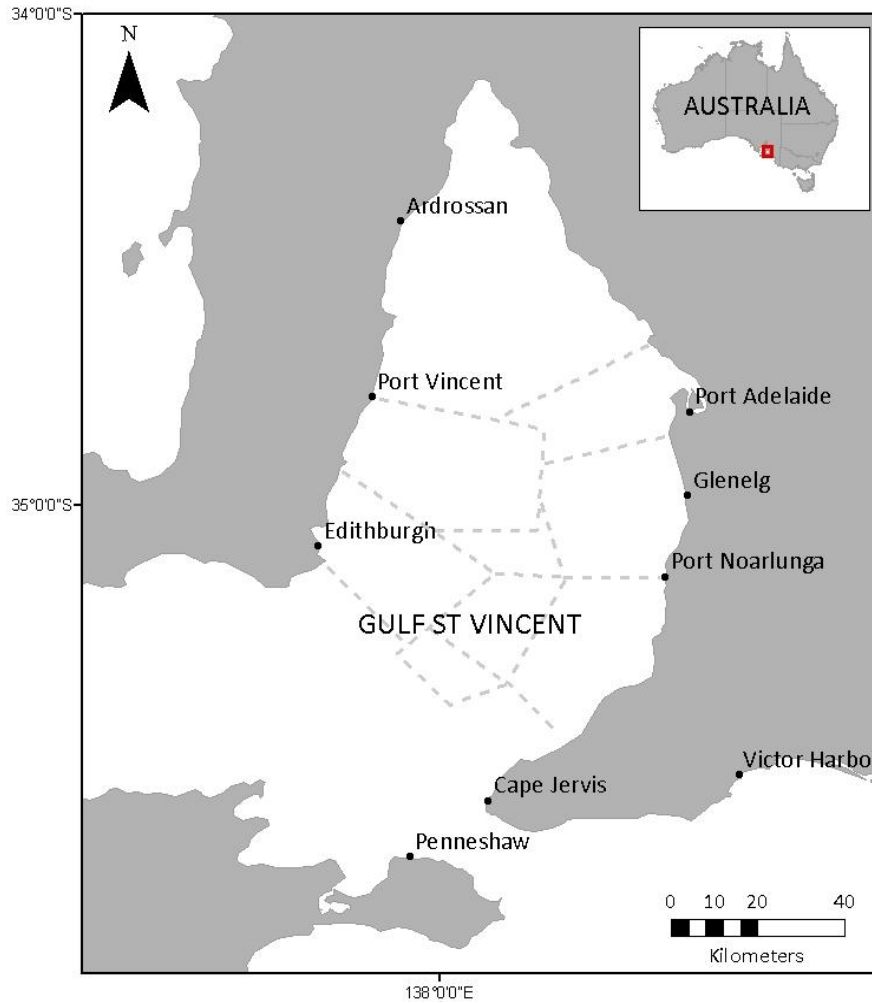 34°0'0"S
N
AUSTRALIA
Ardrossan
Port Vincent
Port Adelaide
Glenelg
35°0'0"S
Edithburgh
Port Noarlunga
GULF ST VINCENT
Victor Harbo
Cape Jervis
Penneshaw
0 10 20 40
Kilometers
138°0'0"E